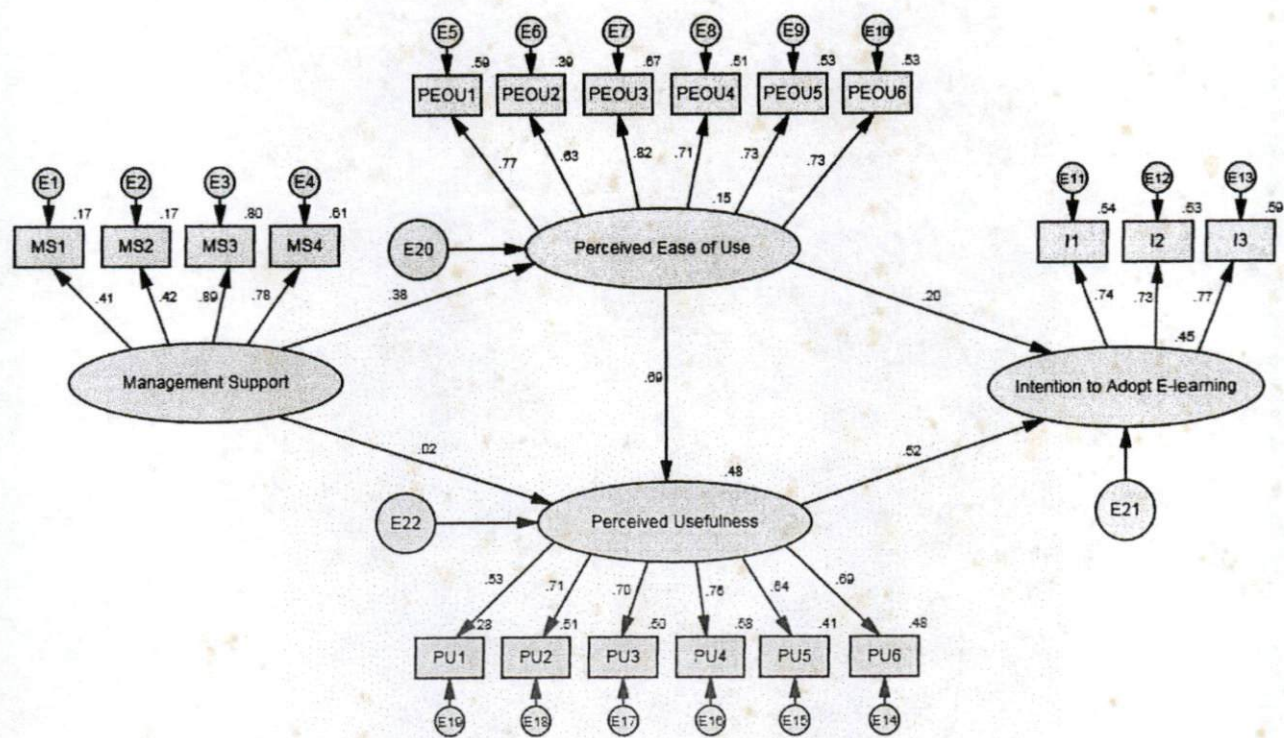 E5 E6 E7 E8 E9 E10
.59 .39 .67 .51 .53 .53
PEOU1 PEOU2 PEOU3 PEOU4 PEOU5 PEOU6
.77 .63 .82 .71 .73 .73
E1 E2 E3 E4
.17 .17 .80 .61
MS1 MS2 MS3 MS4
.41 .42 .89 .78
E11 E12 E13
.54 .53 .59
I1 I2 I3
.74 .73 .77
.15
E20 Perceived Ease of Use
.38 .20
.45
Management Support
.69
Intention to Adopt E-learning
.02 .52
.48
E22 Perceived Usefulness
E21
.53 .71 .70 .76 .64 .69
.28 .51 .50 .58 .41 .48
PU1 PU2 PU3 PU4 PU5 PU6
E19 E18 E17 E16 E15 E14